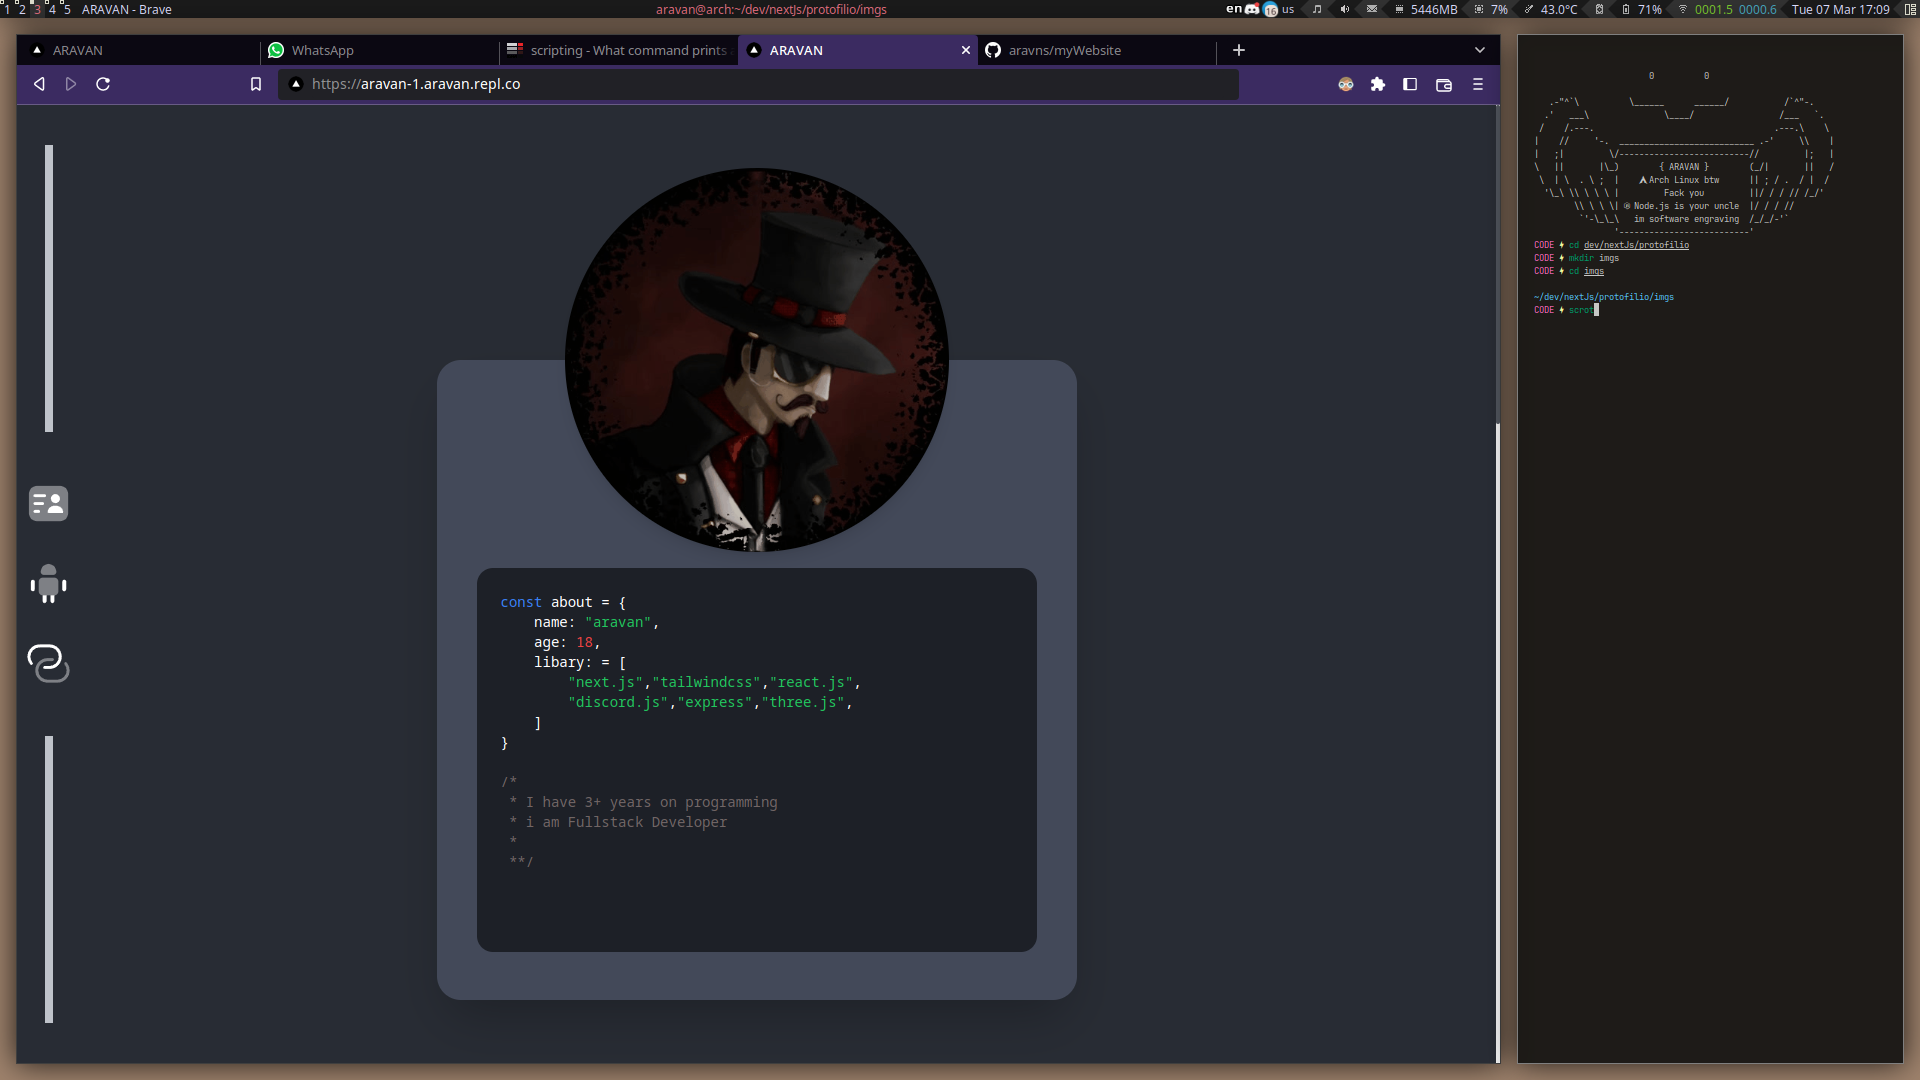 1 2 3 4 5 ARAVAN - Brave
aravan@arch:~/dev/nextJs/protofilio/imgs
en 16 us 5446MB 7% 43.0°C 71% 0001.5 0000.6 Tue 07 Mar 17:09
ARAVAN
WhatsApp
scripting - What command prints
ARAVAN
aravns/myWebsite
https://aravan-1.aravan.repl.co
const about = {
name: "aravan",
age: 18,
libary: = [
"next.js","tailwindcss","react.js",
"discord.js","express","three.js",
]
}
/*
* I have 3+ years on programming
* i am Fullstack Developer
*
**/
{ ARAVAN }
Arch Linux btw
Fack you
Node.js is your uncle
im software engraving
CODE cd dev/nextJs/protofilio
CODE mkdir imgs
CODE cd imgs
~/dev/nextJs/protofilio/imgs
CODE scrot